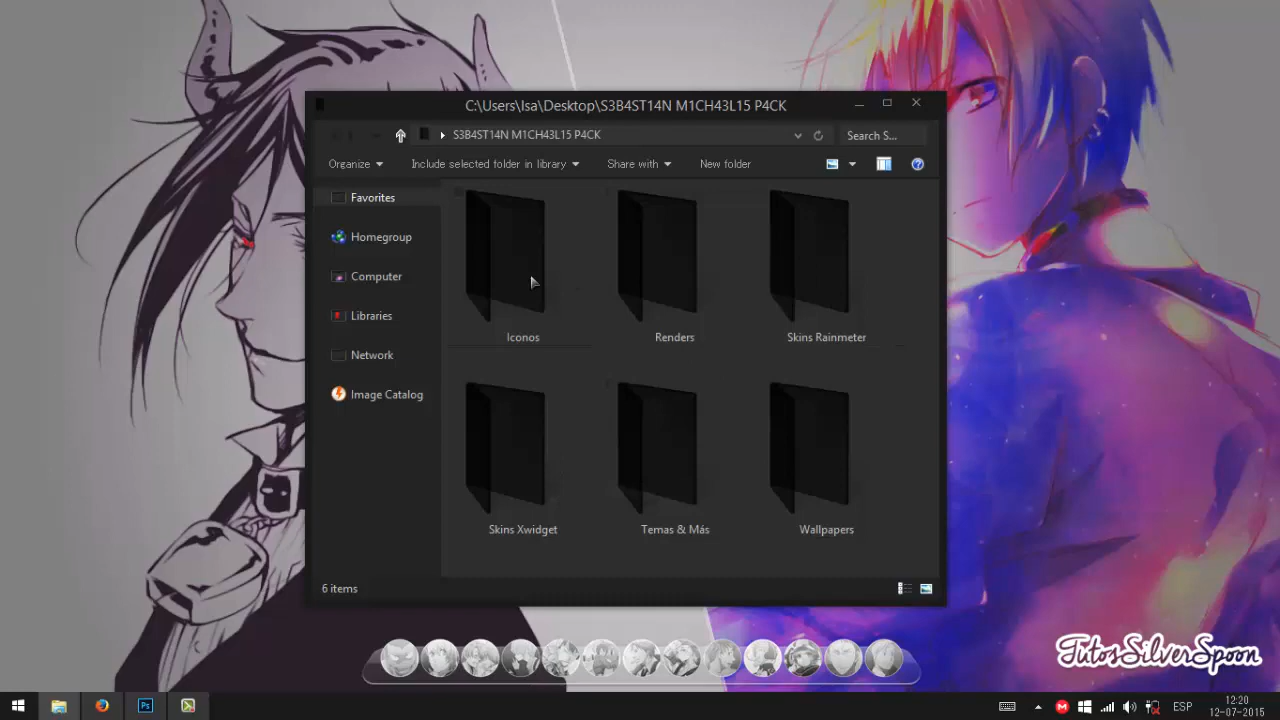 C:\Users\Isa\Desktop\S3B4ST14N M1CH43L15 P4CK
S3B4ST14N M1CH43L15 P4CK
Search S...
Organize
Include selected folder in library
Share with
New folder
Favorites
Homegroup
Computer
Libraries
Network
Image Catalog
Iconos
Renders
Skins Rainmeter
Skins Xwidget
Temas & Más
Wallpapers
6 items
TutosSilverSpoon
Ps
M
ESP
12:20
12-07-2015